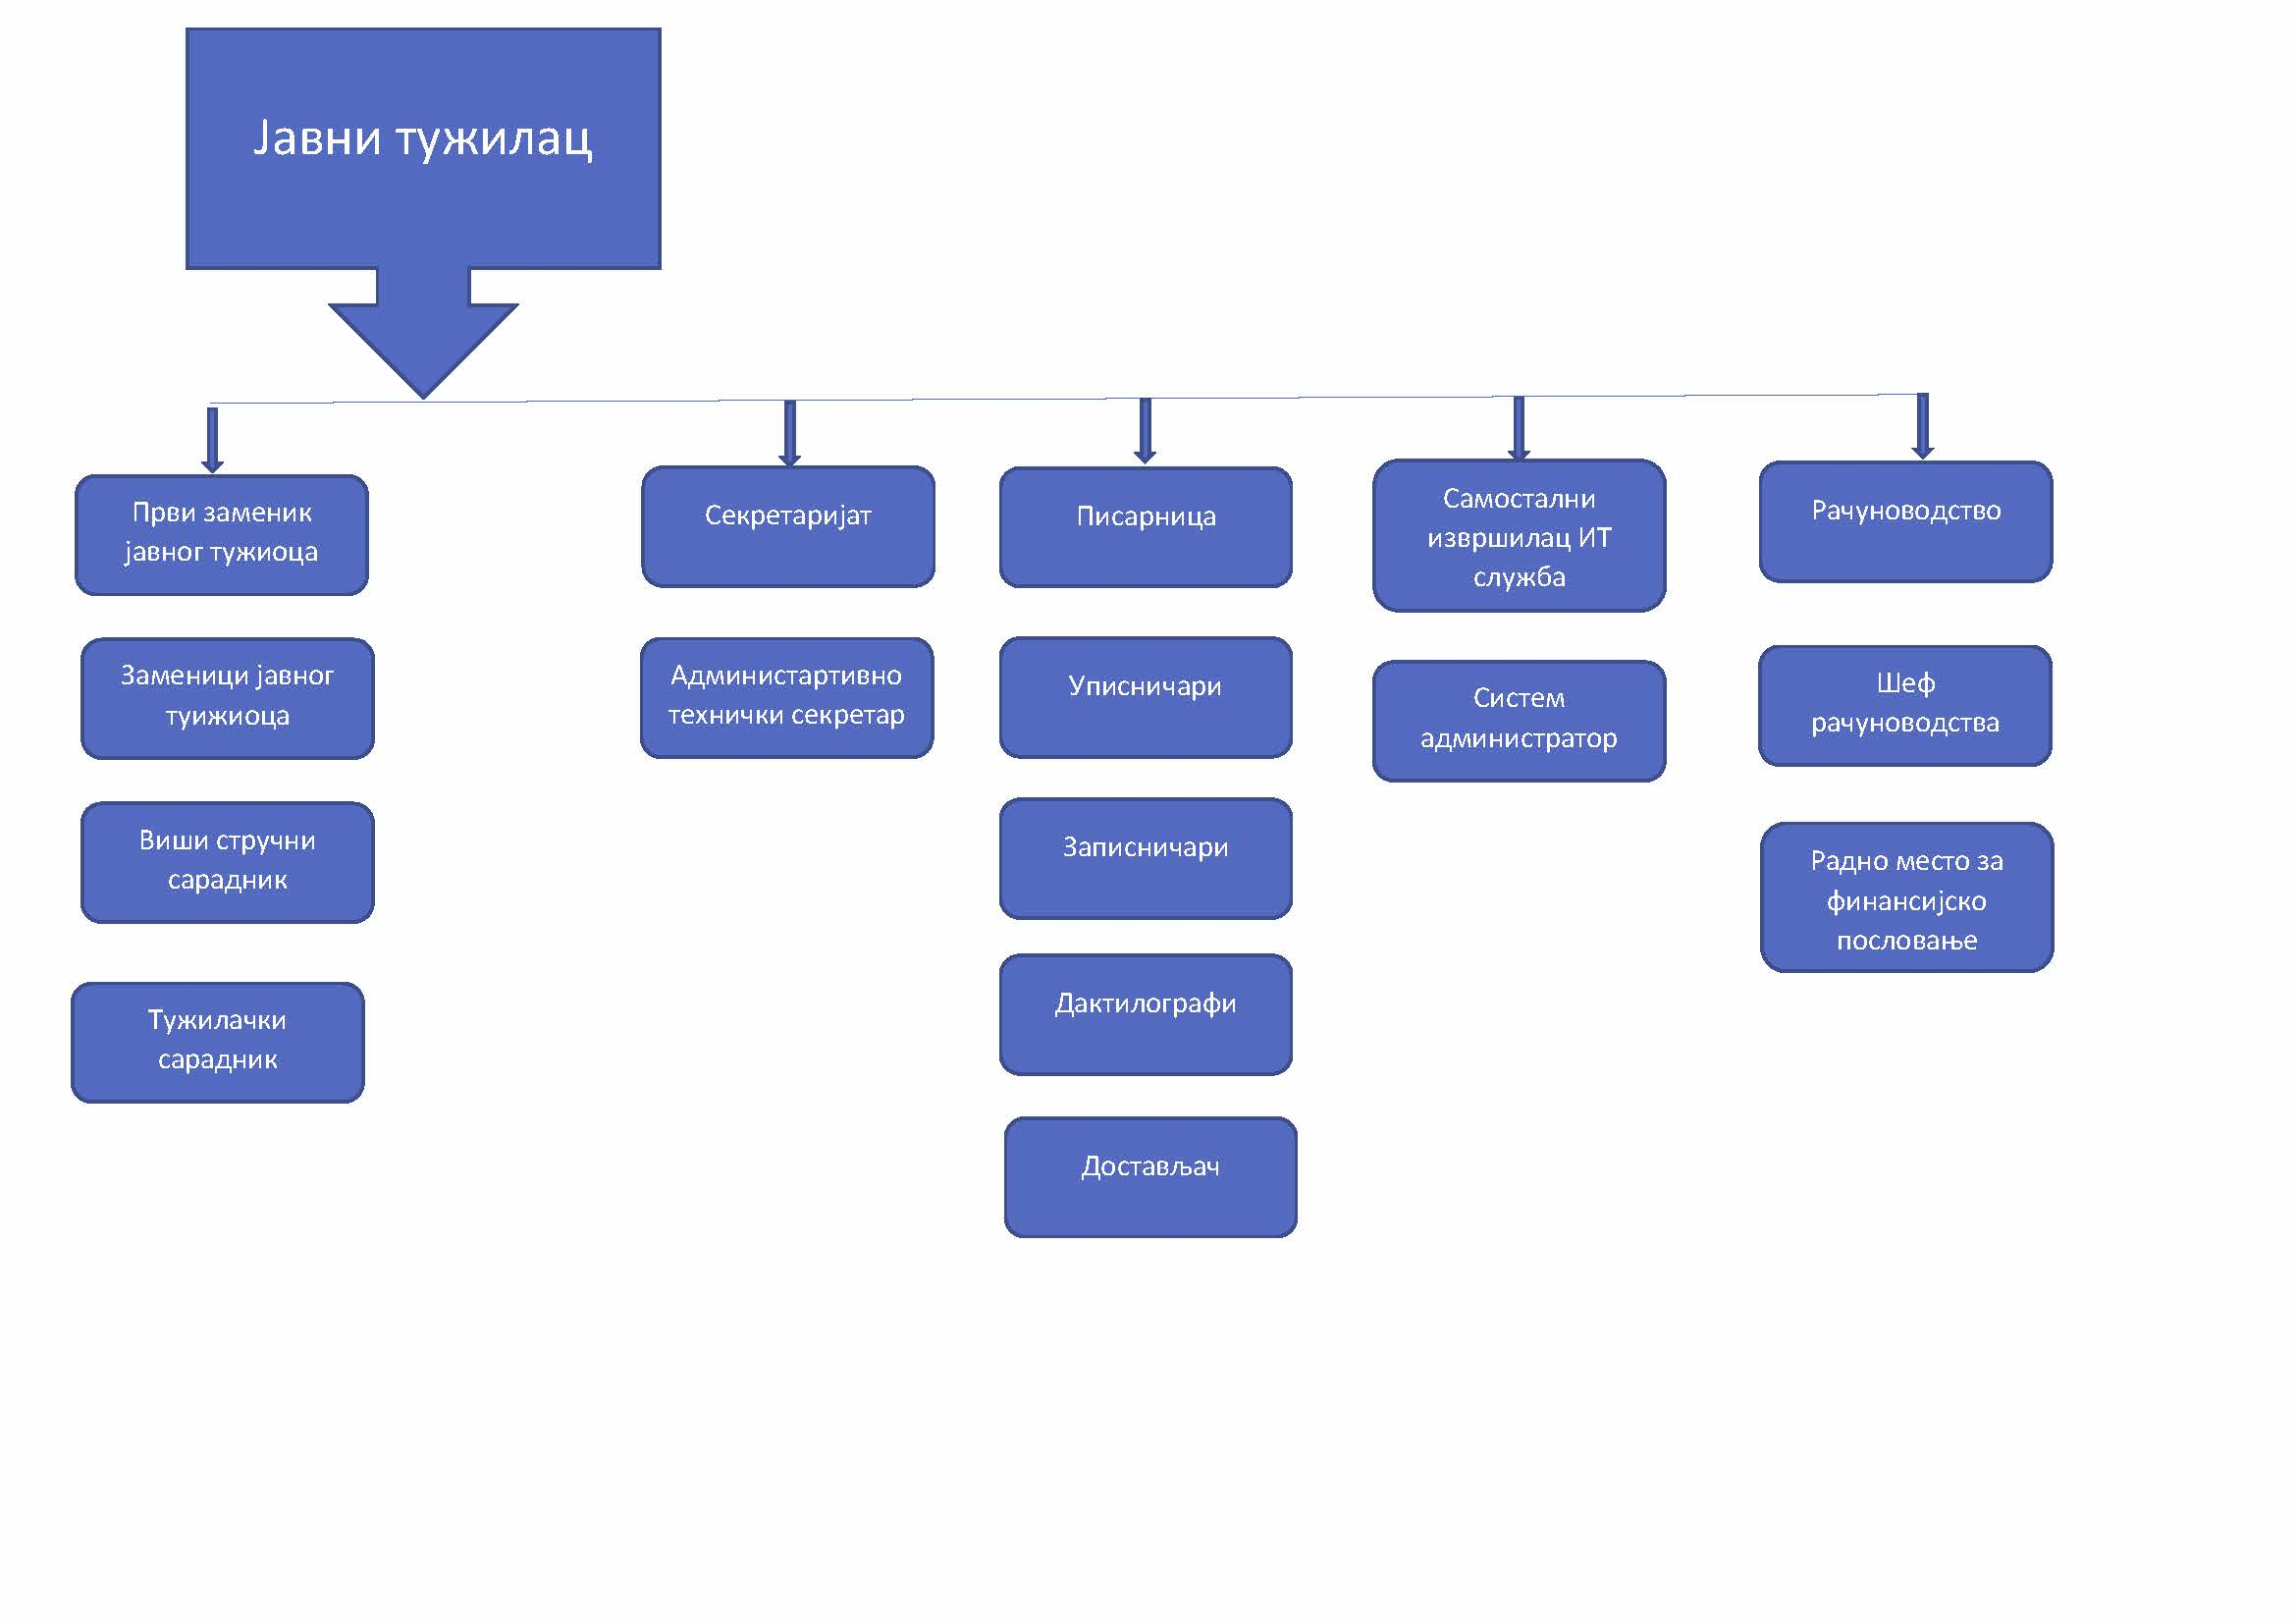 Јавни тужилац
Први заменик
јавног тужиоца
Заменици јавног
туижиоца
Виши стручни
сарадник
Тужилачки
сарадник
Секретаријат
Администартивно
технички секретар
Писарница
Уписничари
Записничари
Дактилографи
Достављач
Самостални
извршилац ИТ
служба
Систем
администратор
Рачуноводство
Шеф
рачуноводства
Радно место за
финансијско
пословање